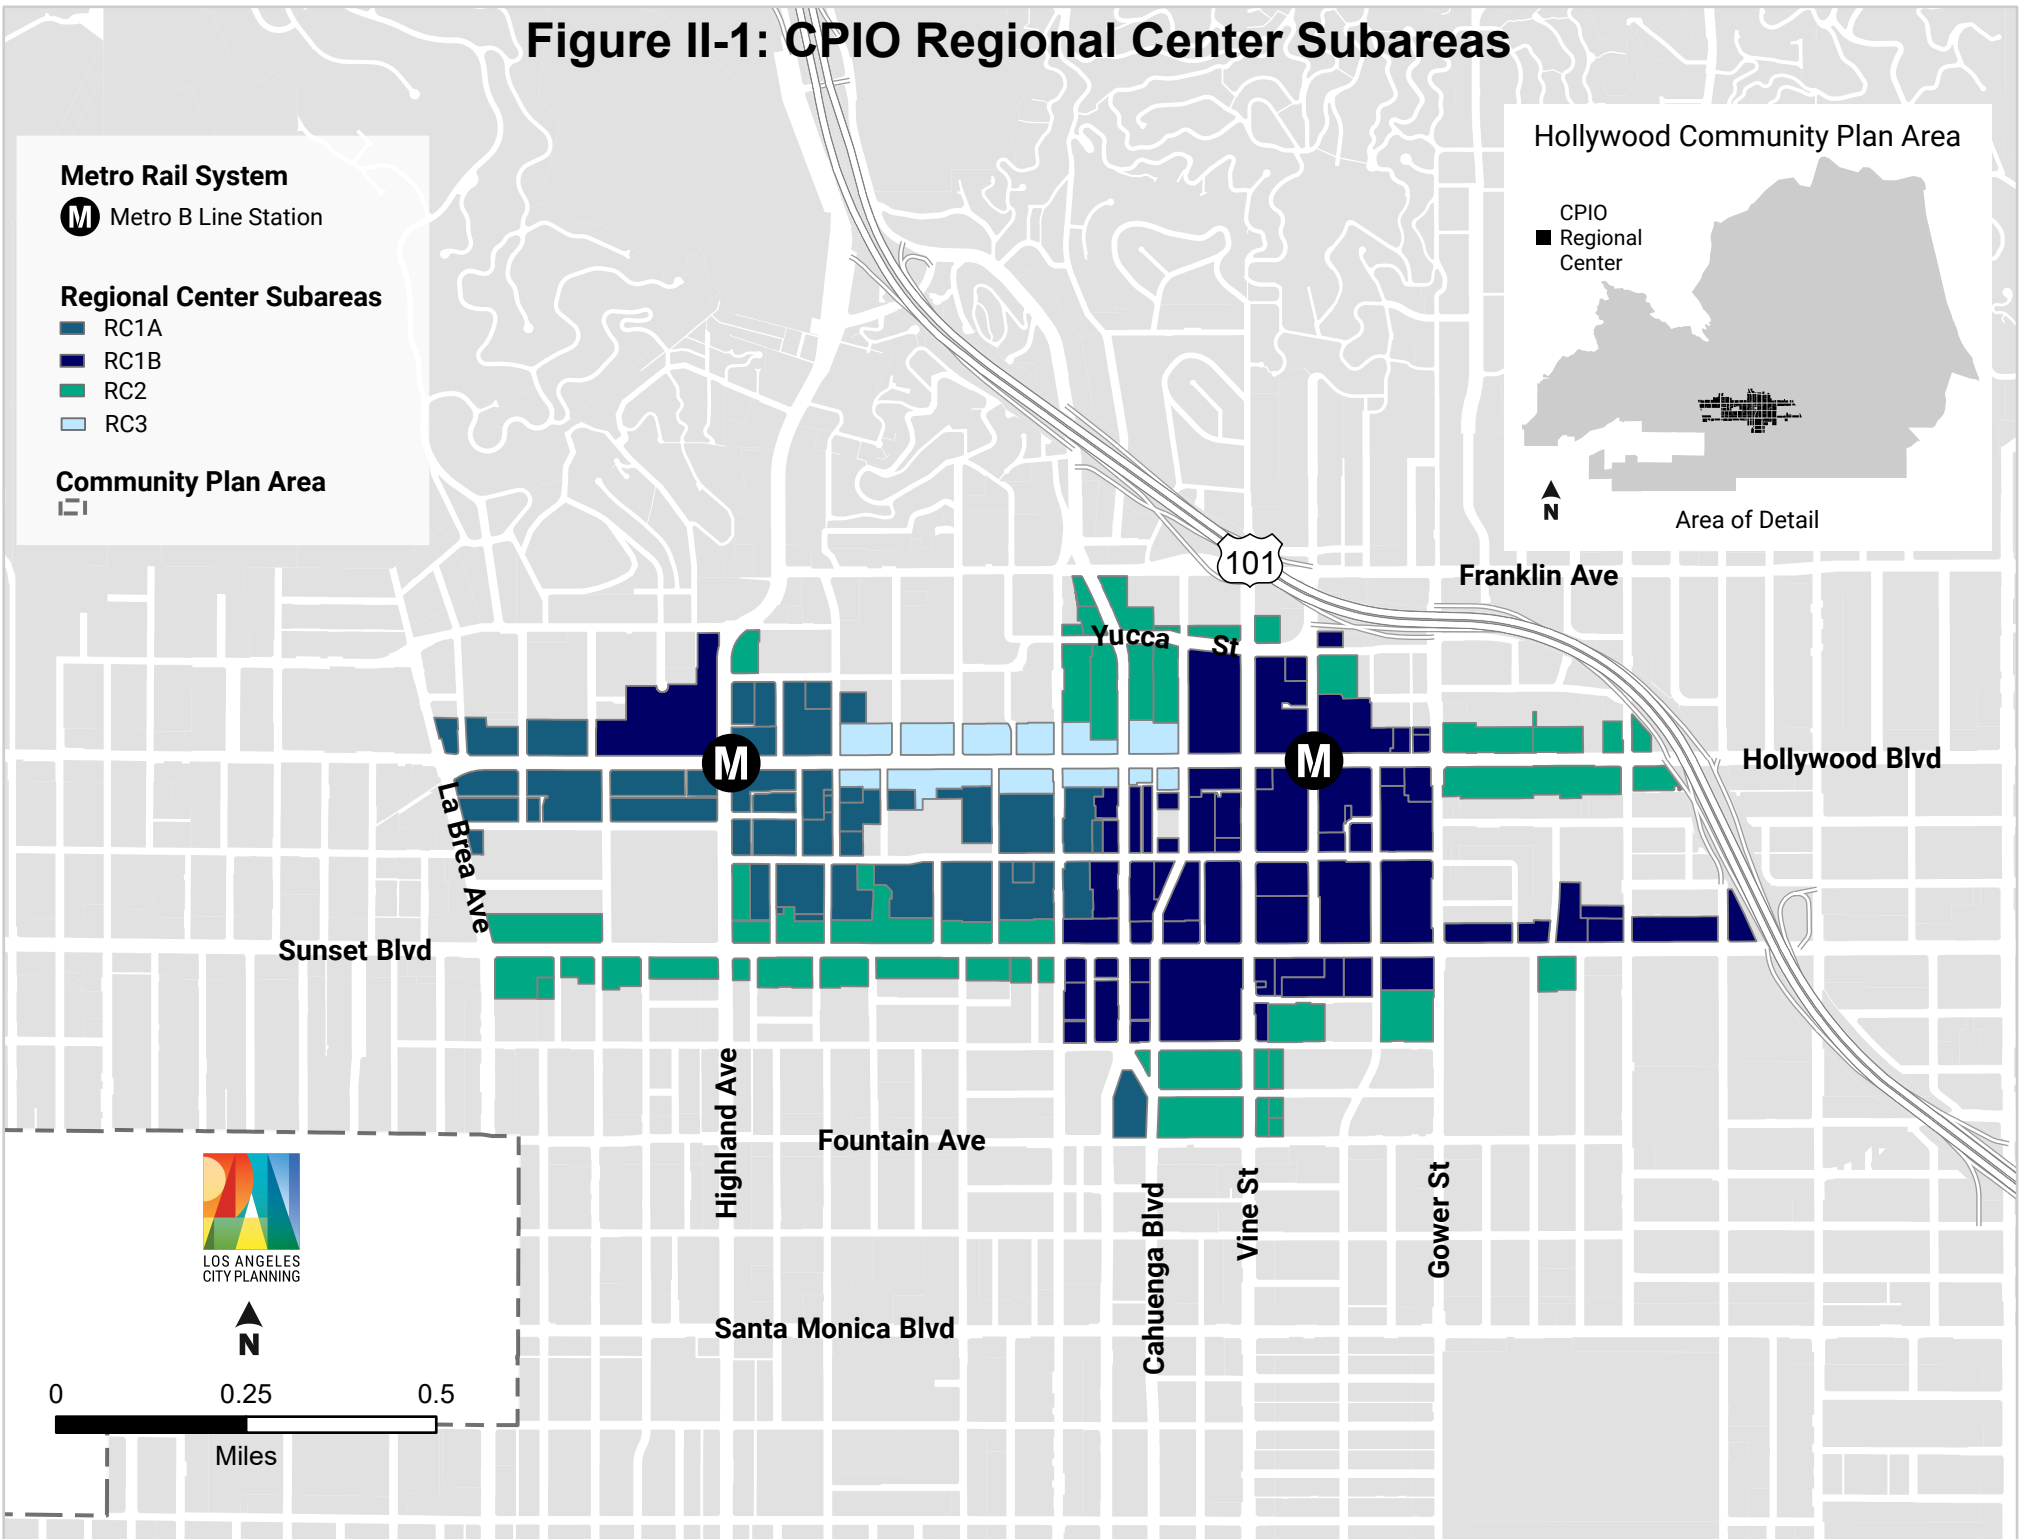 Figure II-1: CPIO Regional Center Subareas
Metro Rail System
M Metro B Line Station
Regional Center Subareas
RC1A
RC1B
RC2
RC3
Community Plan Area
Hollywood Community Plan Area
CPIO
Regional
Center
N
Area of Detail
101
Franklin Ave
Yucca St
M
M
Hollywood Blvd
La Brea Ave
Sunset Blvd
Highland Ave
Fountain Ave
Cahuenga Blvd
Vine St
Gower St
Santa Monica Blvd
LOS ANGELES
CITY PLANNING
N
0 0.25 0.5
Miles